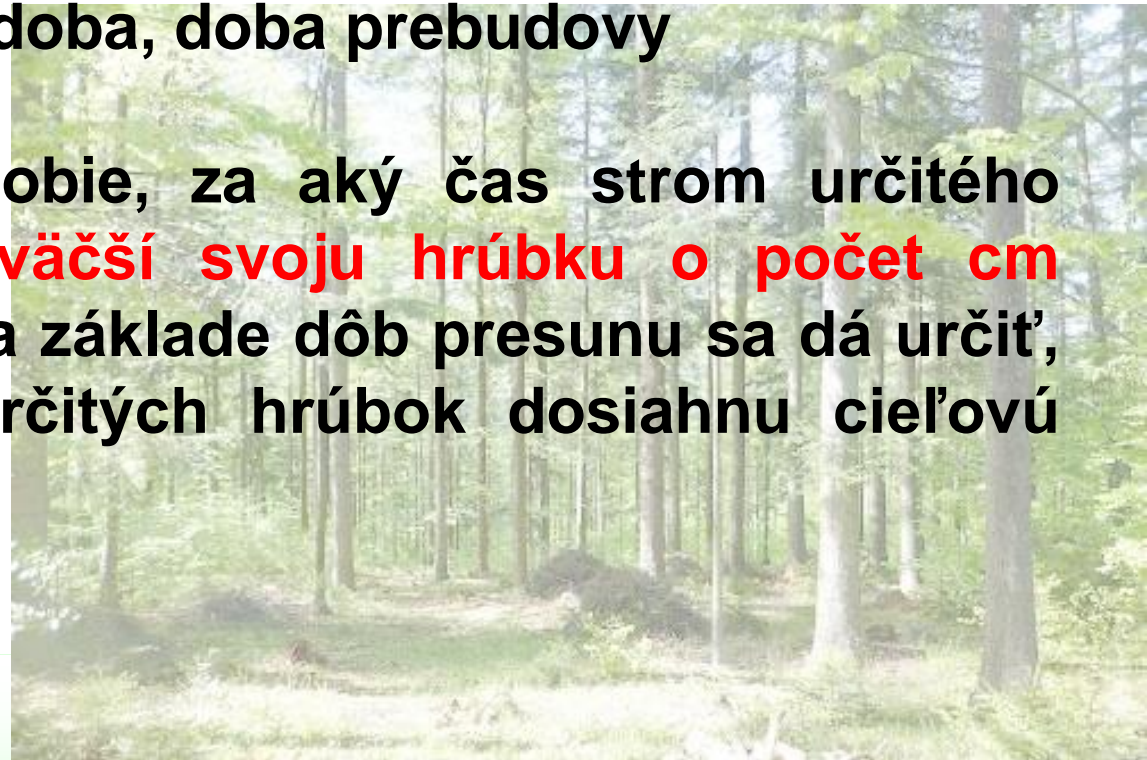 doba, doba prebudovy
obie, za aký čas strom určitého
väčší svoju hrúbku o počet cm
a základe dôb presunu sa dá určiť,
rčitých hrúbok dosiahnu cieľovú